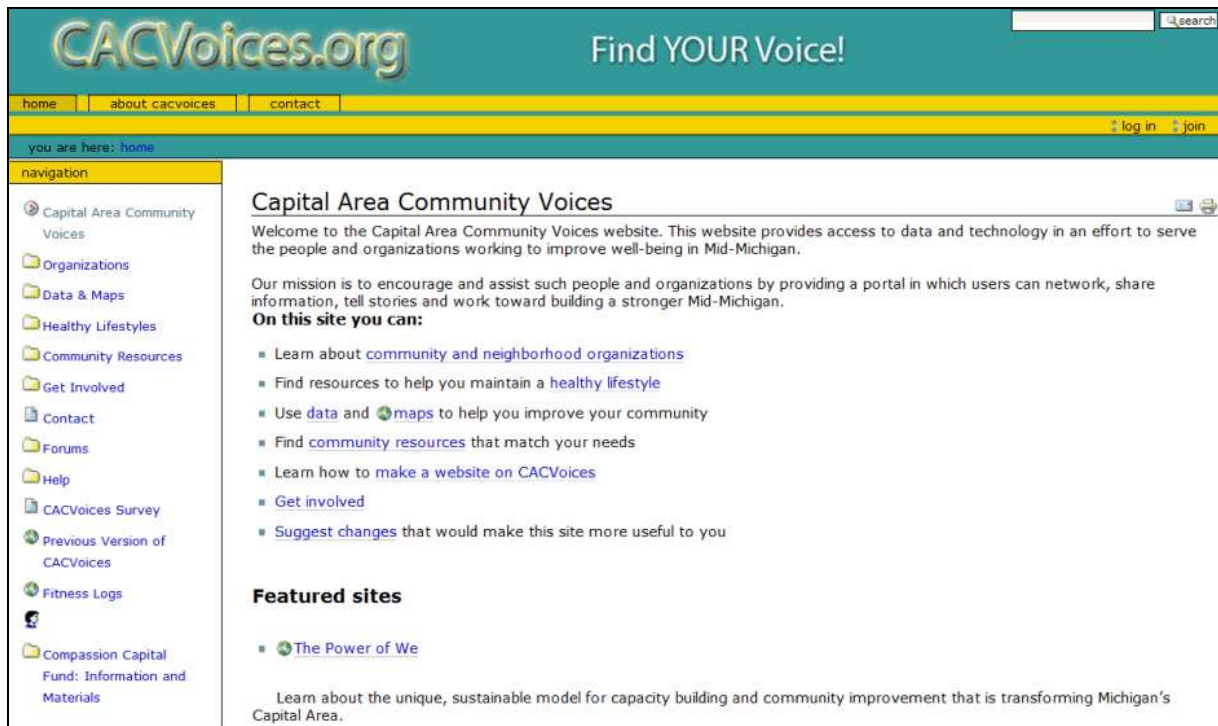 CACVoices.org
Find YOUR Voice!
search
home
about cacvoices
contact
log in
join
you are here: home
navigation
Capital Area Community
Voices
Organizations
Data & Maps
Healthy Lifestyles
Community Resources
Get Involved
Contact
Forums
Help
CACVoices Survey
Previous Version of
CACVoices
Fitness Logs
Compassion Capital
Fund: Information and
Materials
Capital Area Community Voices
Welcome to the Capital Area Community Voices website. This website provides access to data and technology in an effort to serve
the people and organizations working to improve well-being in Mid-Michigan.
Our mission is to encourage and assist such people and organizations by providing a portal in which users can network, share
information, tell stories and work toward building a stronger Mid-Michigan.
On this site you can:
Learn about community and neighborhood organizations
Find resources to help you maintain a healthy lifestyle
Use data and maps to help you improve your community
Find community resources that match your needs
Learn how to make a website on CACVoices
Get involved
Suggest changes that would make this site more useful to you
Featured sites
The Power of We
Learn about the unique, sustainable model for capacity building and community improvement that is transforming Michigan's
Capital Area.